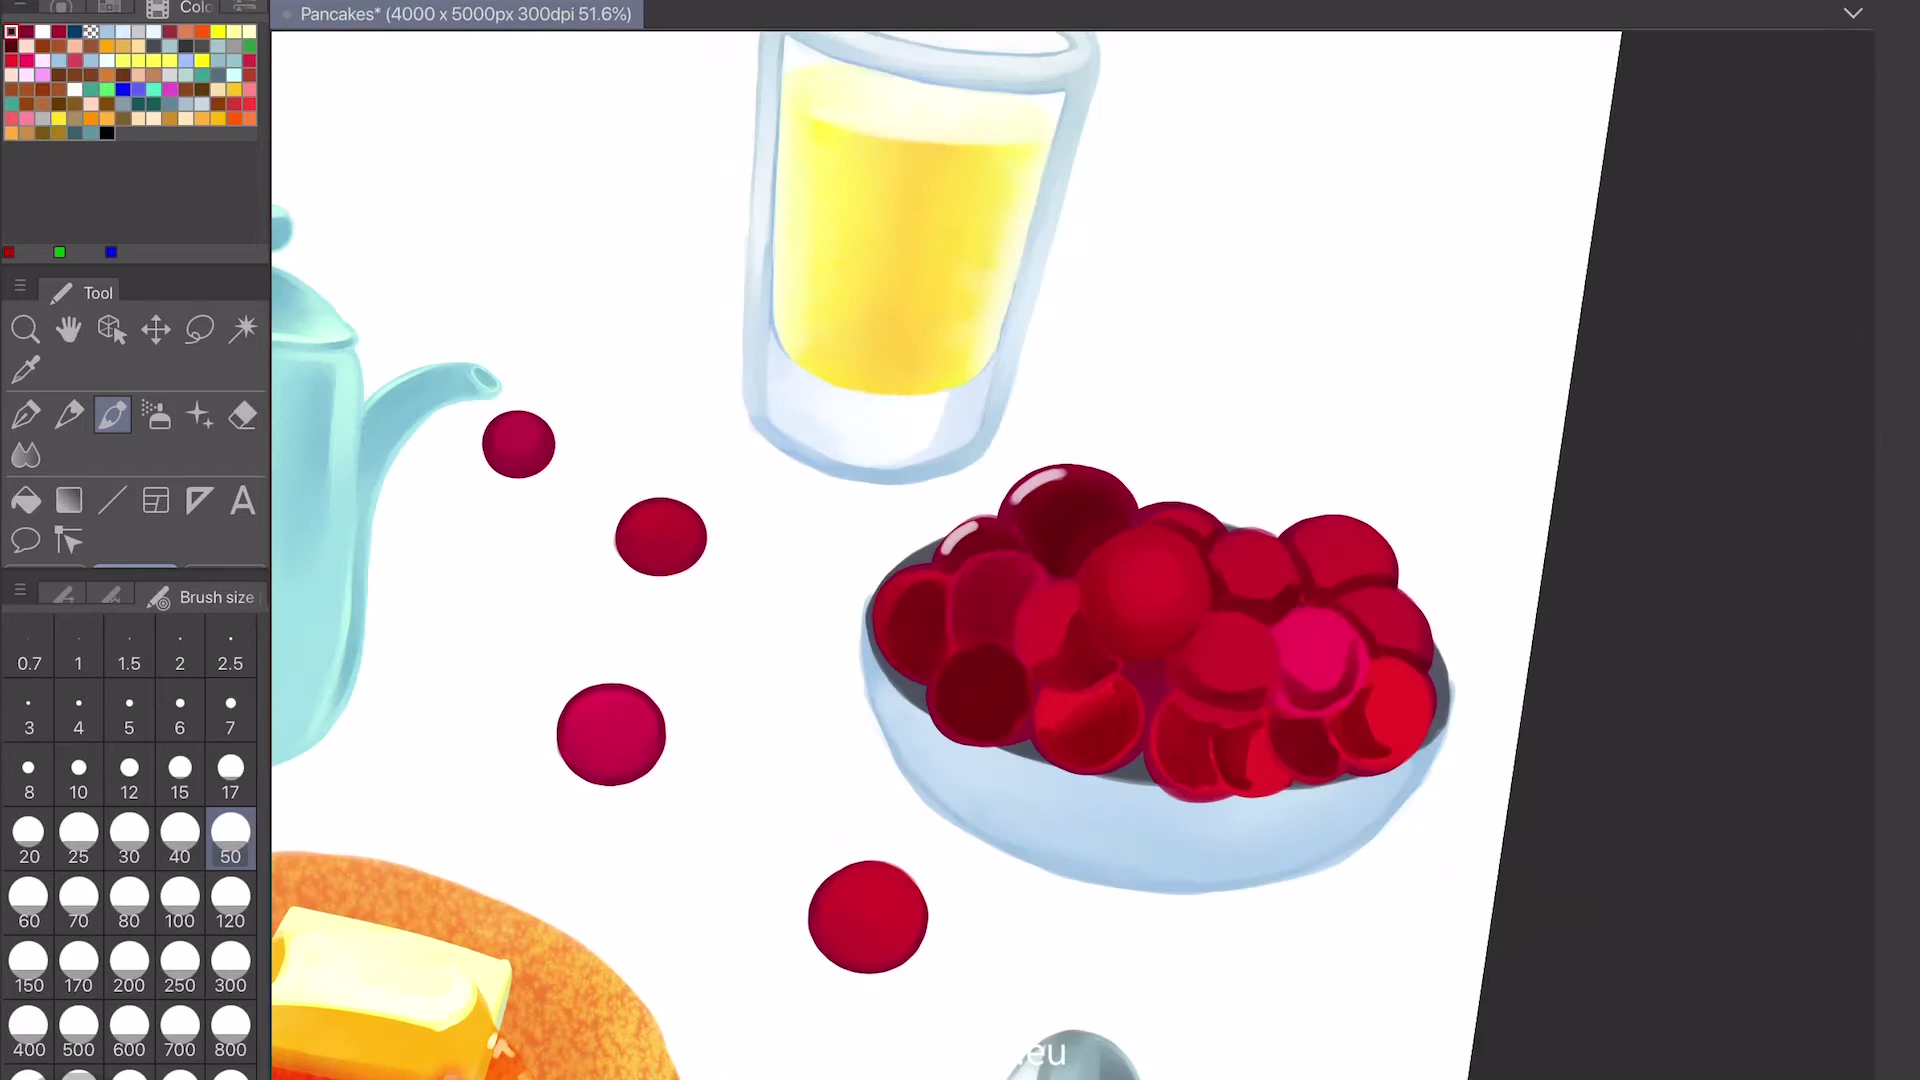 Colo
Pancakes* (4000 x 5000px 300dpi 51.6%)
Tool
A
Brush size
0.7 1 1.5 2 2.5
3 4 5 6 7
8 10 12 15 17
20 25 30 40 50
60 70 80 100 120
150 170 200 250 300
400 500 600 700 800
eu